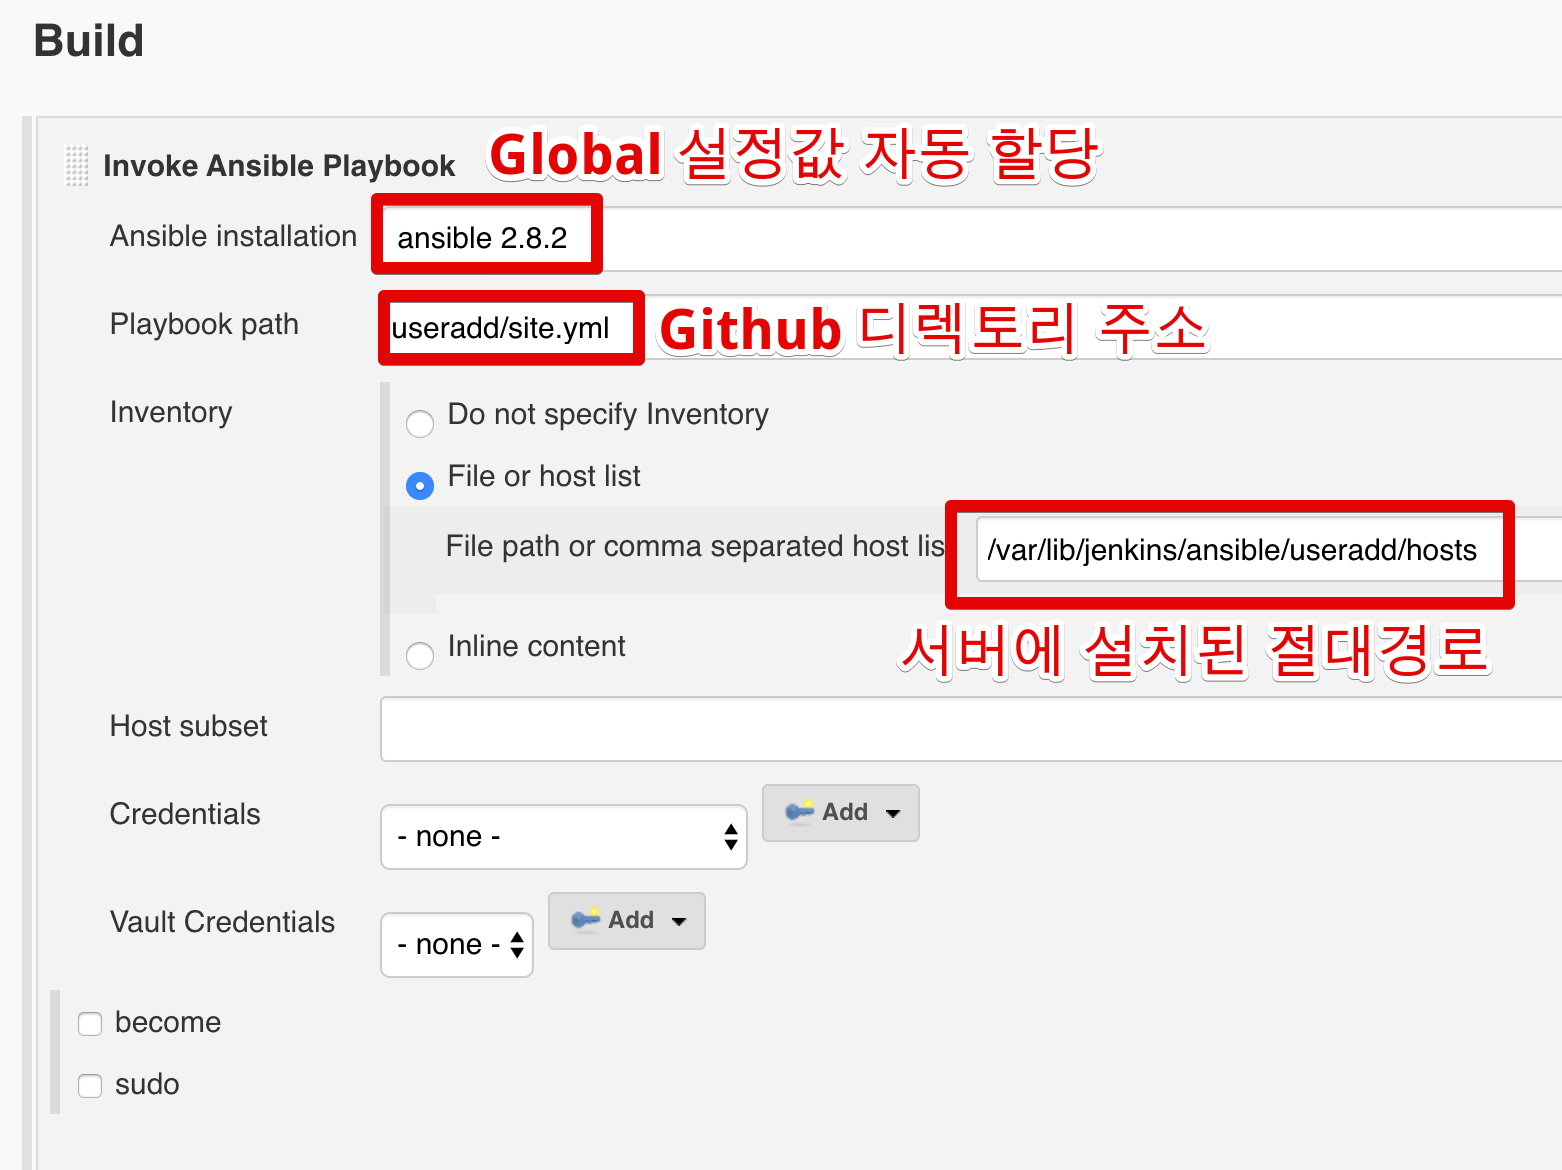 Build
Invoke Ansible Playbook Global 설정값 자동 할당
Ansible installation ansible 2.8.2
Playbook path useradd/site.yml Github 디렉토리 주소
Inventory Do not specify Inventory
File or host list
File path or comma separated host lis /var/lib/jenkins/ansible/useradd/hosts
Inline content 서버에 설치된 절대경로
Host subset
Credentials - none - Add
Vault Credentials - none - Add
become
sudo